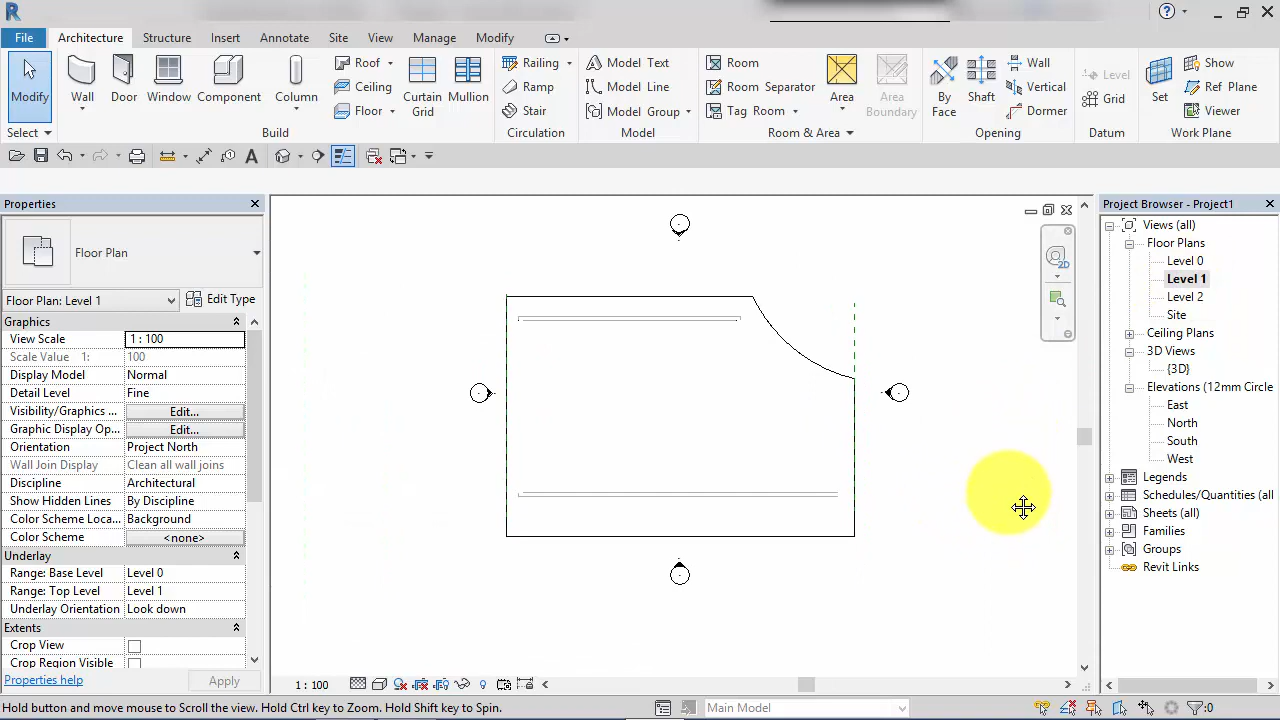 File Architecture Structure Insert Annotate Site View Manage Modify
Modify Wall Door Window Component Column Roof Ceiling Floor Curtain Grid Mullion
Railing Ramp Stair
Model Text Model Line Model Group
Room Room Separator Tag Room Area Area Boundary
By Face Shaft Wall Vertical Dormer
Level Grid
Set Show Ref Plane Viewer
Select Build Circulation Model Room & Area Opening Datum Work Plane
Properties
Floor Plan
Floor Plan: Level 1 Edit Type
Graphics
View Scale 1 : 100
Scale Value 1: 100
Display Model Normal
Detail Level Fine
Visibility/Graphics ... Edit...
Graphic Display Op... Edit...
Orientation Project North
Wall Join Display Clean all wall joins
Discipline Architectural
Show Hidden Lines By Discipline
Color Scheme Loca... Background
Color Scheme <none>
Underlay
Range: Base Level Level 0
Range: Top Level Level 1
Underlay Orientation Look down
Extents
Crop View
Crop Region Visible
Properties help Apply
2D
1 : 100
Project Browser - Project1
Views (all)
Floor Plans
Level 0
Level 1
Level 2
Site
Ceiling Plans
3D Views
{3D}
Elevations (12mm Circle
East
North
South
West
Legends
Schedules/Quantities (all
Sheets (all)
Families
Groups
Revit Links
Hold button and move mouse to Scroll the view. Hold Ctrl key to Zoom. Hold Shift key to Spin.
Main Model
:0